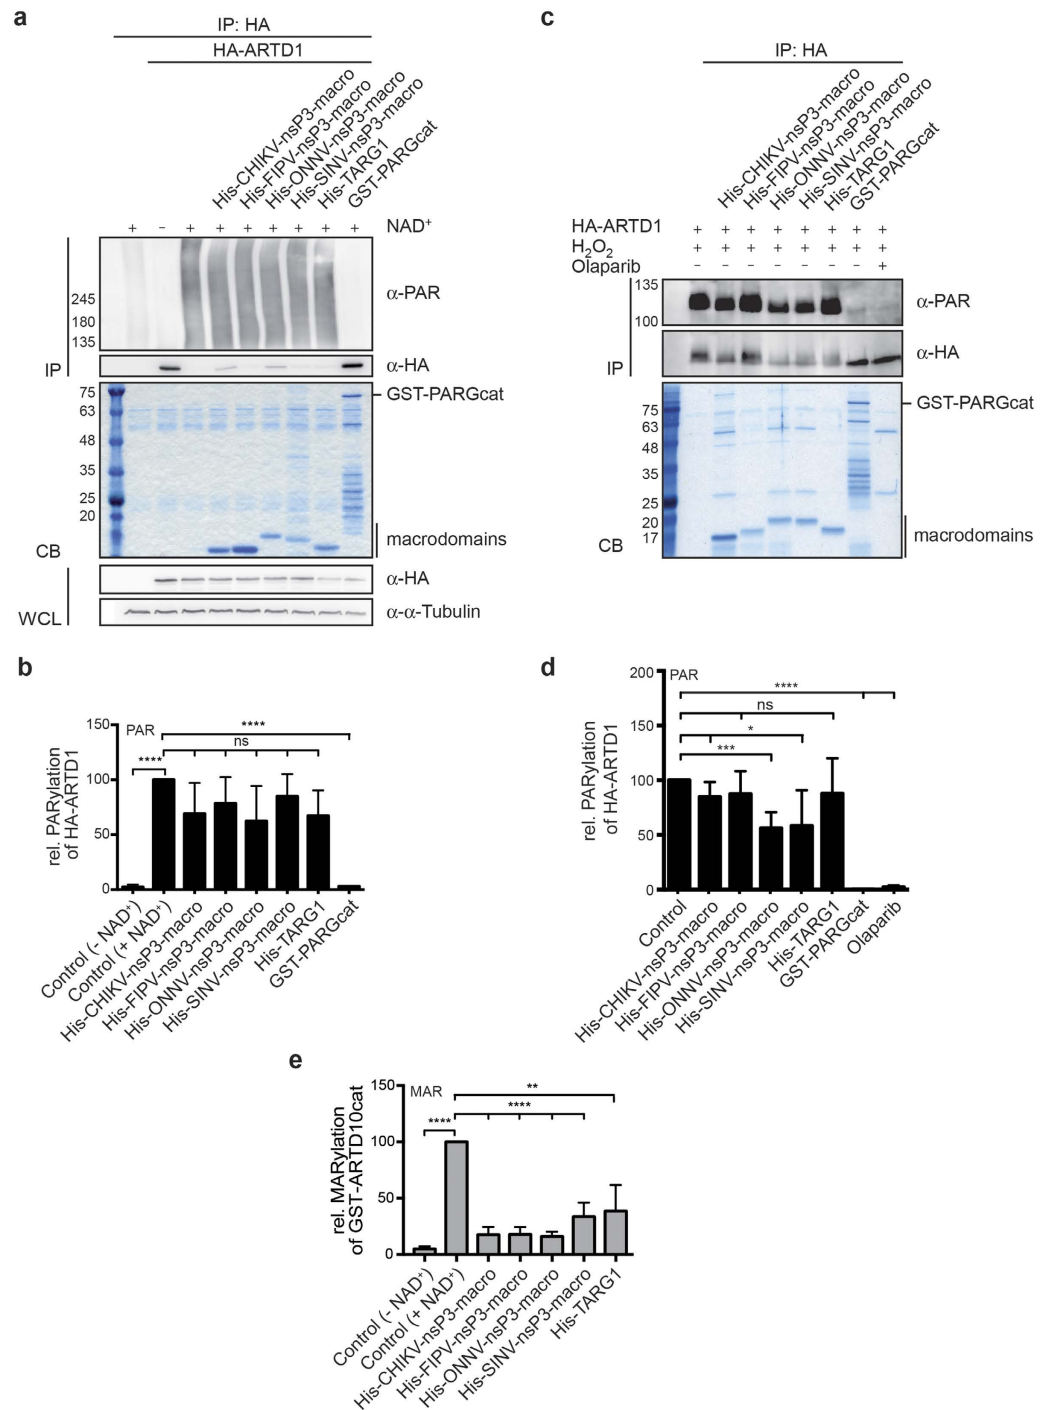 a
IP: HA
HA-ARTD1
His-CHIKV-nsP3-macro
His-FIPV-nsP3-macro
His-ONNV-nsP3-macro
His-SINV-nsP3-macro
His-TARG1
GST-PARGcat
+ – + + + + + + + NAD+
245
180
135
α-PAR
IP
α-HA
75
63
48
35
25
20
GST-PARGcat
macrodomains
CB
α-HA
WCL
α-α-Tubulin
c
IP: HA
His-CHIKV-nsP3-macro
His-FIPV-nsP3-macro
His-ONNV-nsP3-macro
His-SINV-nsP3-macro
His-TARG1
GST-PARGcat
HA-ARTD1 + + + + + + + +
H2O2 + + + + + + + +
Olaparib – – – – – – – +
135
100
α-PAR
IP
α-HA
75
63
48
35
25
20
17
GST-PARGcat
macrodomains
CB
b
rel. PARylation
of HA-ARTD1
150
100
50
0
PAR
****
ns
****
Control (- NAD+)
Control (+ NAD+)
His-CHIKV-nsP3-macro
His-FIPV-nsP3-macro
His-ONNV-nsP3-macro
His-SINV-nsP3-macro
His-TARG1
GST-PARGcat
d
rel. PARylation
of HA-ARTD1
200
150
100
50
0
PAR
****
ns
*
***
Control
His-CHIKV-nsP3-macro
His-FIPV-nsP3-macro
His-ONNV-nsP3-macro
His-SINV-nsP3-macro
His-TARG1
GST-PARGcat
Olaparib
e
rel. MARylation
of GST-ARTD10cat
150
100
50
0
MAR
**
****
****
Control (- NAD+)
Control (+ NAD+)
His-CHIKV-nsP3-macro
His-FIPV-nsP3-macro
His-ONNV-nsP3-macro
His-SINV-nsP3-macro
His-TARG1